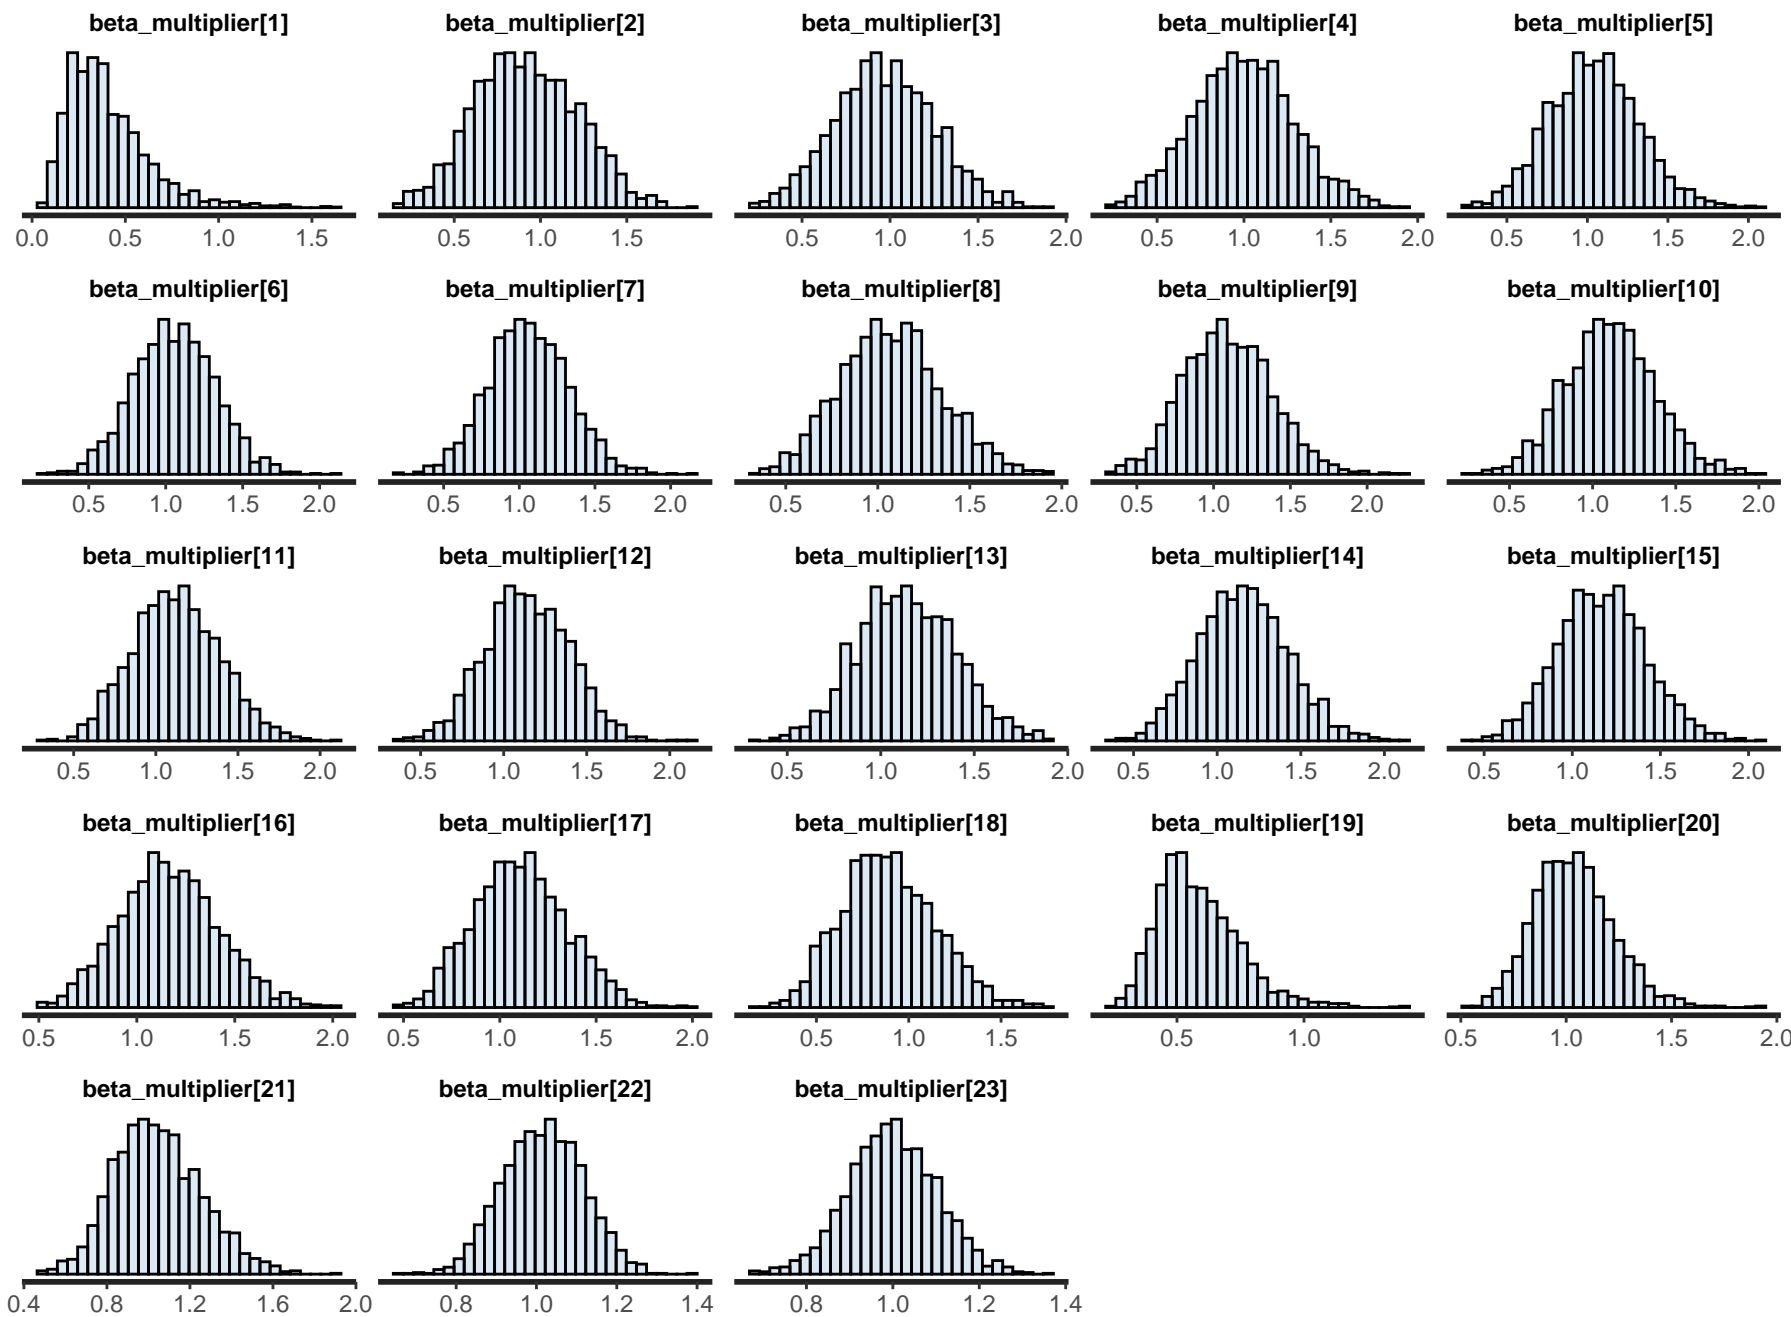 beta_multiplier[1] beta_multiplier[2] beta_multiplier[3] beta_multiplier[4] beta_multiplier[5]
0.0 0.5 1.0 1.5 0.5 1.0 1.5 0.5 1.0 1.5 2.0 0.5 1.0 1.5 2.0 0.5 1.0 1.5 2.0
beta_multiplier[6] beta_multiplier[7] beta_multiplier[8] beta_multiplier[9] beta_multiplier[10]
0.5 1.0 1.5 2.0 0.5 1.0 1.5 2.0 0.5 1.0 1.5 2.0 0.5 1.0 1.5 2.0 0.5 1.0 1.5 2.0
beta_multiplier[11] beta_multiplier[12] beta_multiplier[13] beta_multiplier[14] beta_multiplier[15]
0.5 1.0 1.5 2.0 0.5 1.0 1.5 2.0 0.5 1.0 1.5 2.0 0.5 1.0 1.5 2.0 0.5 1.0 1.5 2.0
beta_multiplier[16] beta_multiplier[17] beta_multiplier[18] beta_multiplier[19] beta_multiplier[20]
0.5 1.0 1.5 2.0 0.5 1.0 1.5 2.0 0.5 1.0 1.5 0.5 1.0 0.5 1.0 1.5 2.0
beta_multiplier[21] beta_multiplier[22] beta_multiplier[23]
0.4 0.8 1.2 1.6 2.0 0.8 1.0 1.2 1.4 0.8 1.0 1.2 1.4